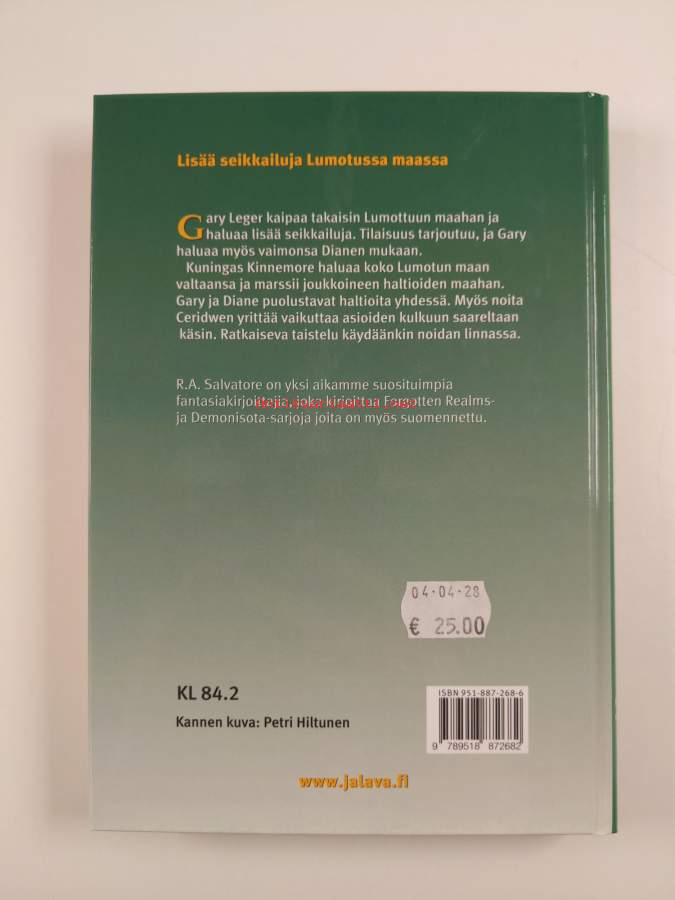 Lisää seikkailuja Lumotussa maassa
Gary Leger kaipaa takaisin Lumottuun maahan ja
haluaa lisää seikkailuja. Tilaisuus tarjoutuu, ja Gary
haluaa myös vaimonsa Dianen mukaan.
Kuningas Kinnemore haluaa koko Lumotun maan
valtaansa ja marssii joukkoineen haltioiden maahan.
Gary ja Diane puolustavat haltioita yhdessä. Myös noita
Ceridwen yrittää vaikuttaa asioiden kulkuun saareltaan
käsin. Ratkaiseva taistelu käydäänkin noidan linnassa.
R.A. Salvatore on yksi aikamme suosituimpia
fantasiakirjoittajia, joka kirjoittaa Forgotten Realms-
ja Demonisota-sarjoja joita on myös suomennettu.
04-04-28
€ 25.00
KL 84.2
Kannen kuva: Petri Hiltunen
ISBN 951-887-268-6
9 789518 872682
www.jalava.fi